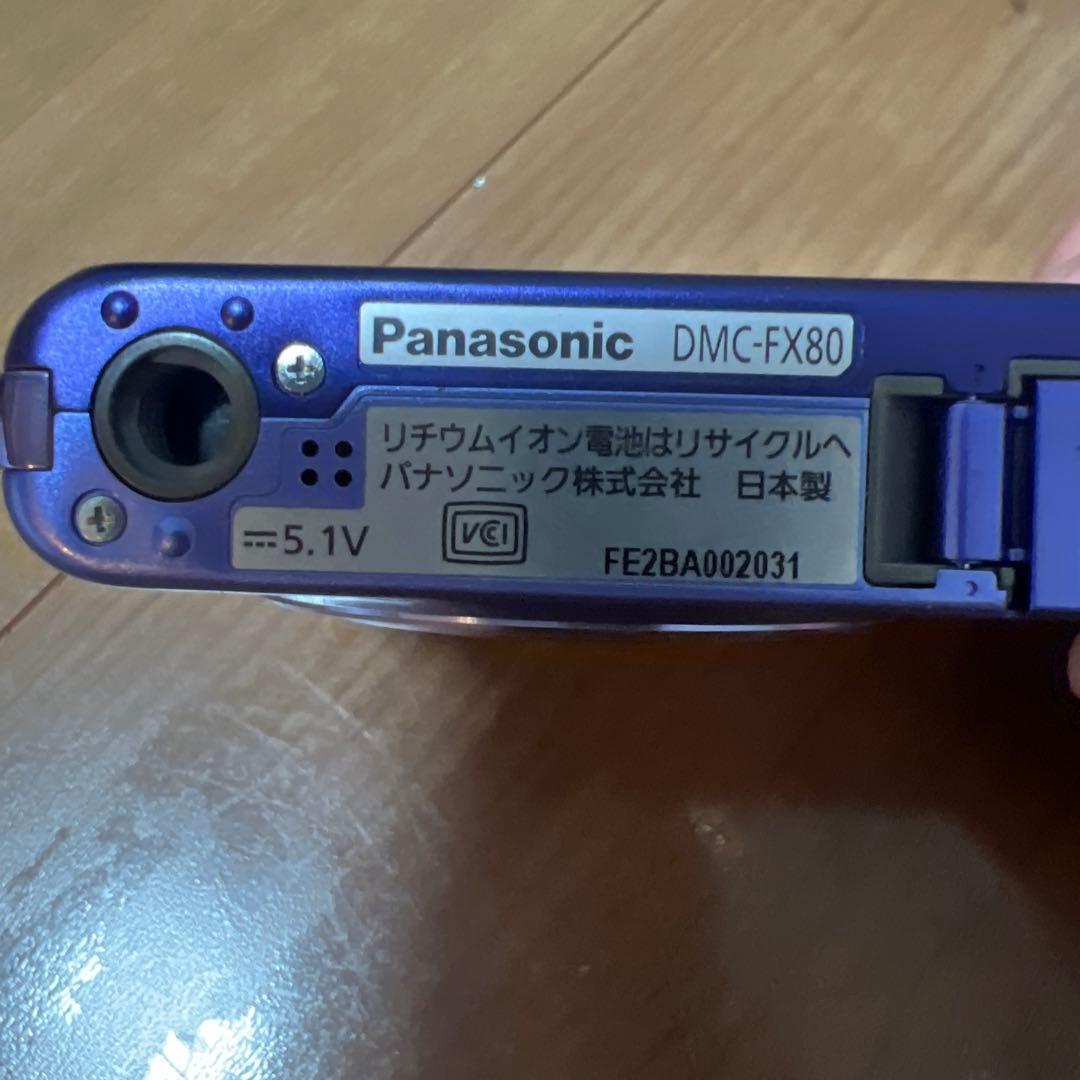 Panasonic DMC-FX80
リチウムイオン電池はリサイクルへ
パナソニック株式会社 日本製
⎓5.1V
VCCI
FE2BA002031